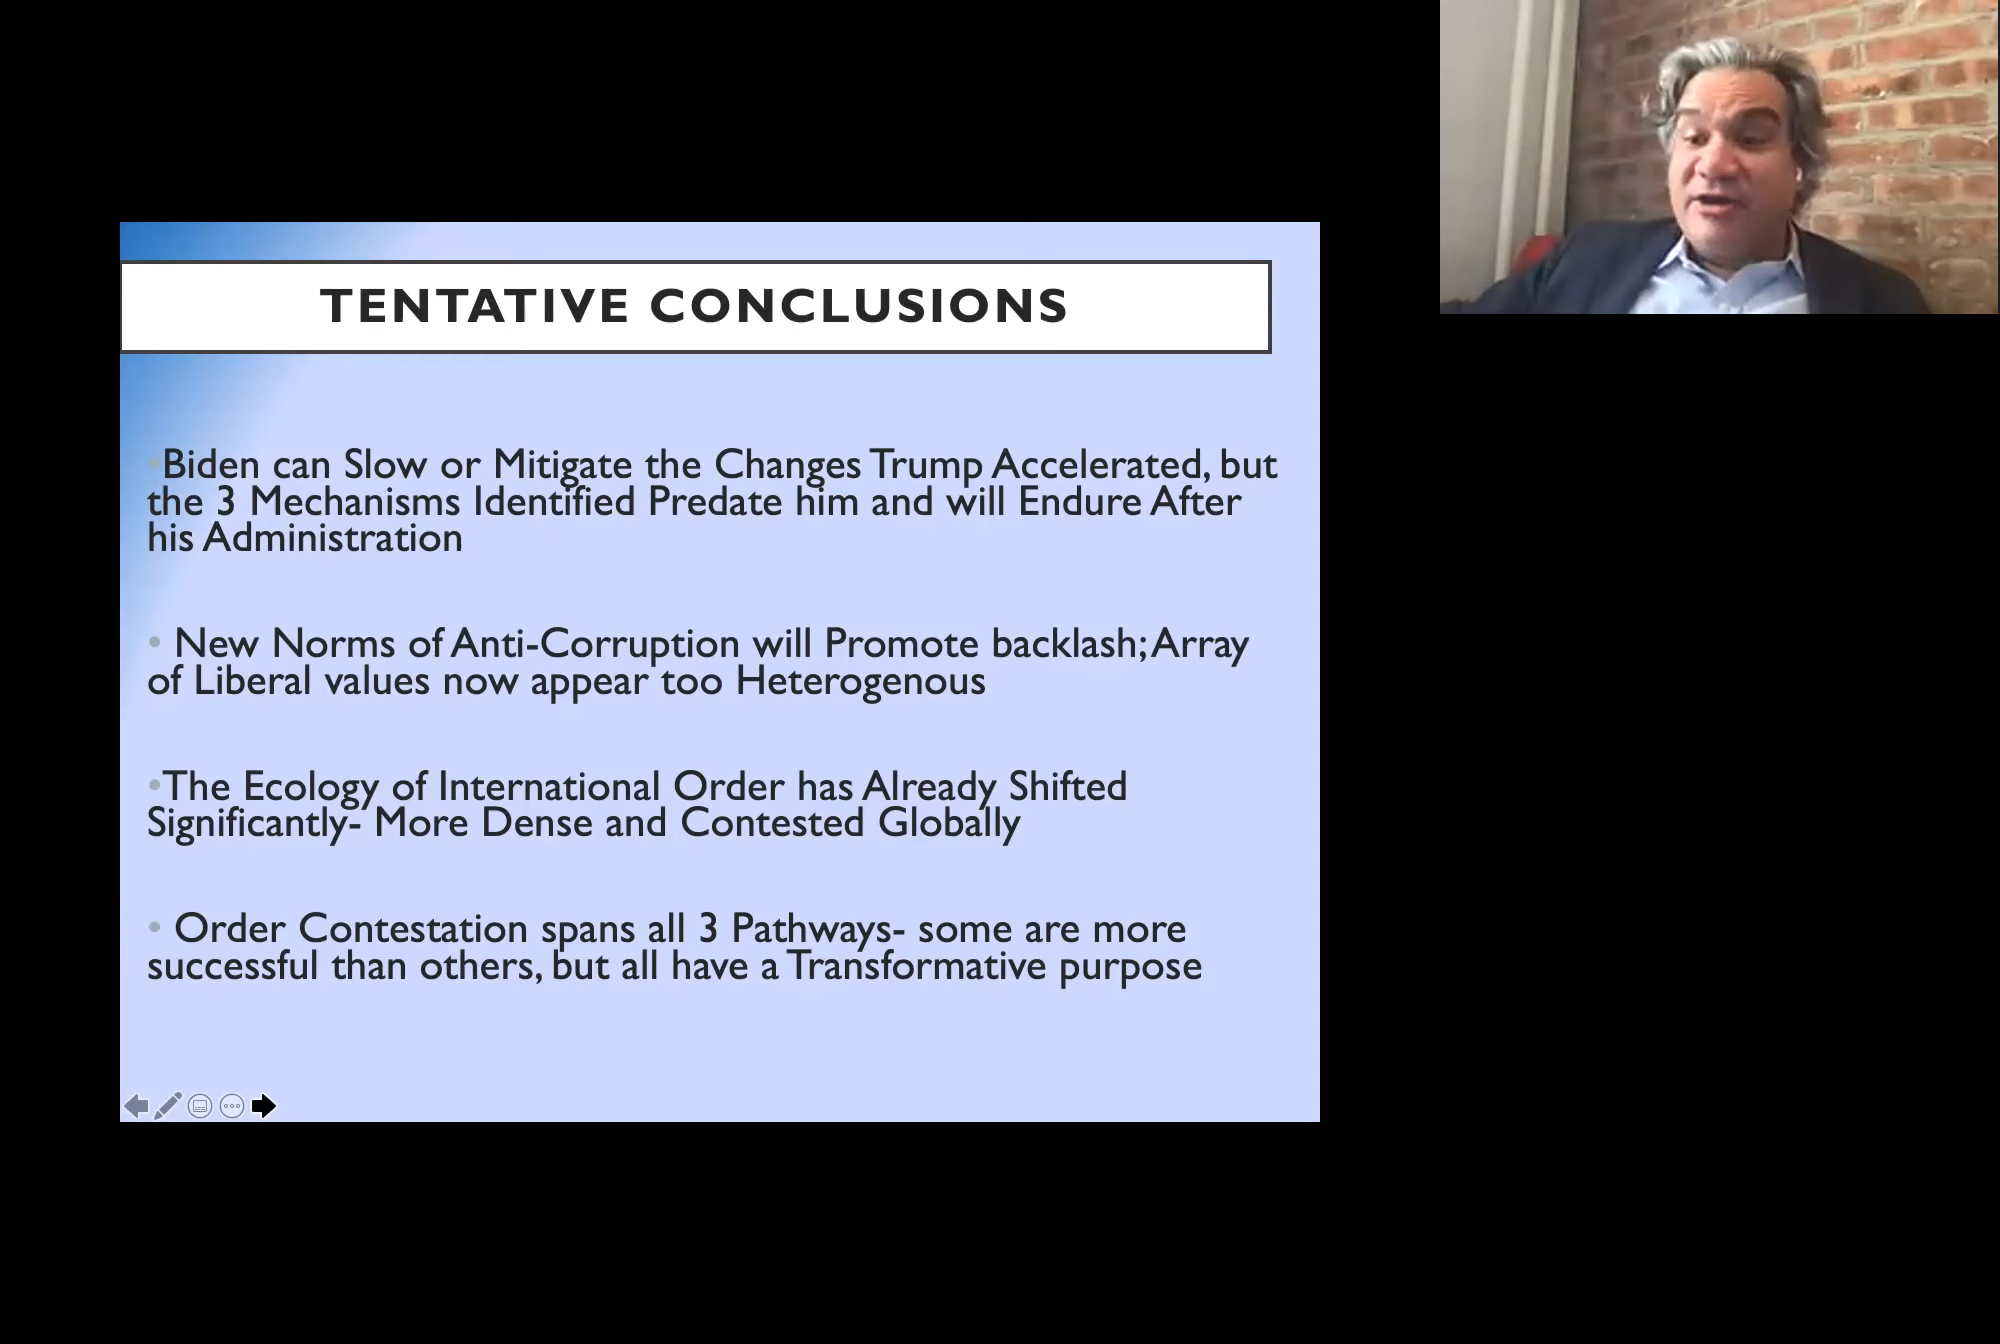 TENTATIVE CONCLUSIONS
•Biden can Slow or Mitigate the Changes Trump Accelerated, but
the 3 Mechanisms Identified Predate him and will Endure After
his Administration
• New Norms of Anti-Corruption will Promote backlash; Array
of Liberal values now appear too Heterogenous
•The Ecology of International Order has Already Shifted
Significantly- More Dense and Contested Globally
• Order Contestation spans all 3 Pathways- some are more
successful than others, but all have a Transformative purpose